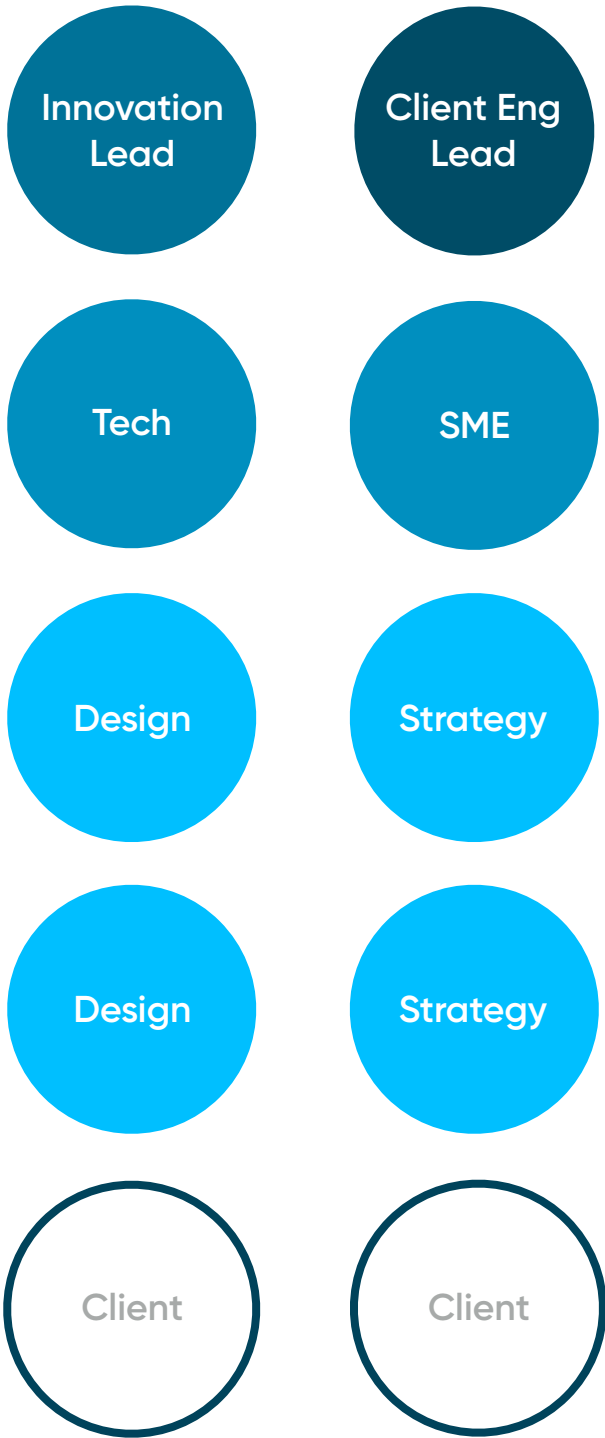 Innovation
Lead
Client Eng
Lead
Tech
SME
Design
Strategy
Design
Strategy
Client
Client